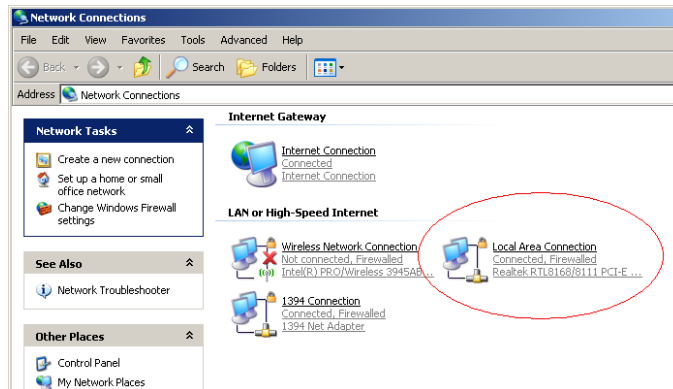 Network Connections
File Edit View Favorites Tools Advanced Help
Back Search Folders
Address Network Connections
Network Tasks
Create a new connection
Set up a home or small
office network
Change Windows Firewall
settings
See Also
Network Troubleshooter
Other Places
Control Panel
My Network Places
Internet Gateway
Internet Connection
Connected
Internet Connection
LAN or High-Speed Internet
Wireless Network Connection
Not connected, Firewalled
Intel(R) PRO/Wireless 3945AB...
Local Area Connection
Connected, Firewalled
Realtek RTL8168/8111 PCI-E ...
1394 Connection
Connected, Firewalled
1394 Net Adapter